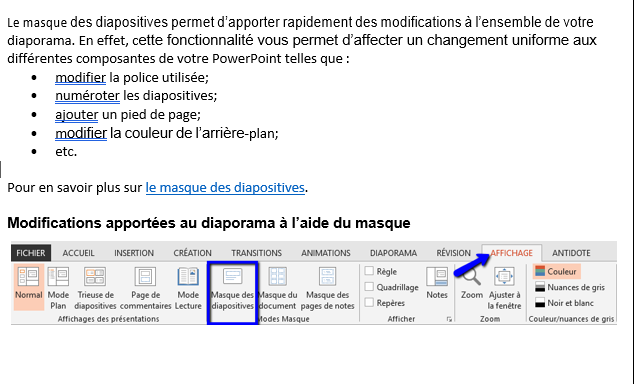 Le masque des diapositives permet d'apporter rapidement des modifications à l'ensemble de votre
diaporama. En effet, cette fonctionnalité vous permet d'affecter un changement uniforme aux
différentes composantes de votre PowerPoint telles que :
• modifier la police utilisée;
• numéroter les diapositives;
• ajouter un pied de page;
• modifier la couleur de l'arrière-plan;
• etc.
Pour en savoir plus sur le masque des diapositives.
Modifications apportées au diaporama à l'aide du masque
FICHIER ACCUEIL INSERTION CRÉATION TRANSITIONS ANIMATIONS DIAPORAMA RÉVISION AFFICHAGE ANTIDOTE
Normal Mode Plan Trieuse de diapositives Page de commentaires Mode Lecture Masque des diapositives Masque du document Masque des pages de notes
Règle
Quadrillage
Repères
Notes Zoom Ajuster à la fenêtre
Couleur
Nuances de gris
Noir et blanc
Affichages des présentations Modes Masque Afficher Zoom Couleur/nuances de gris